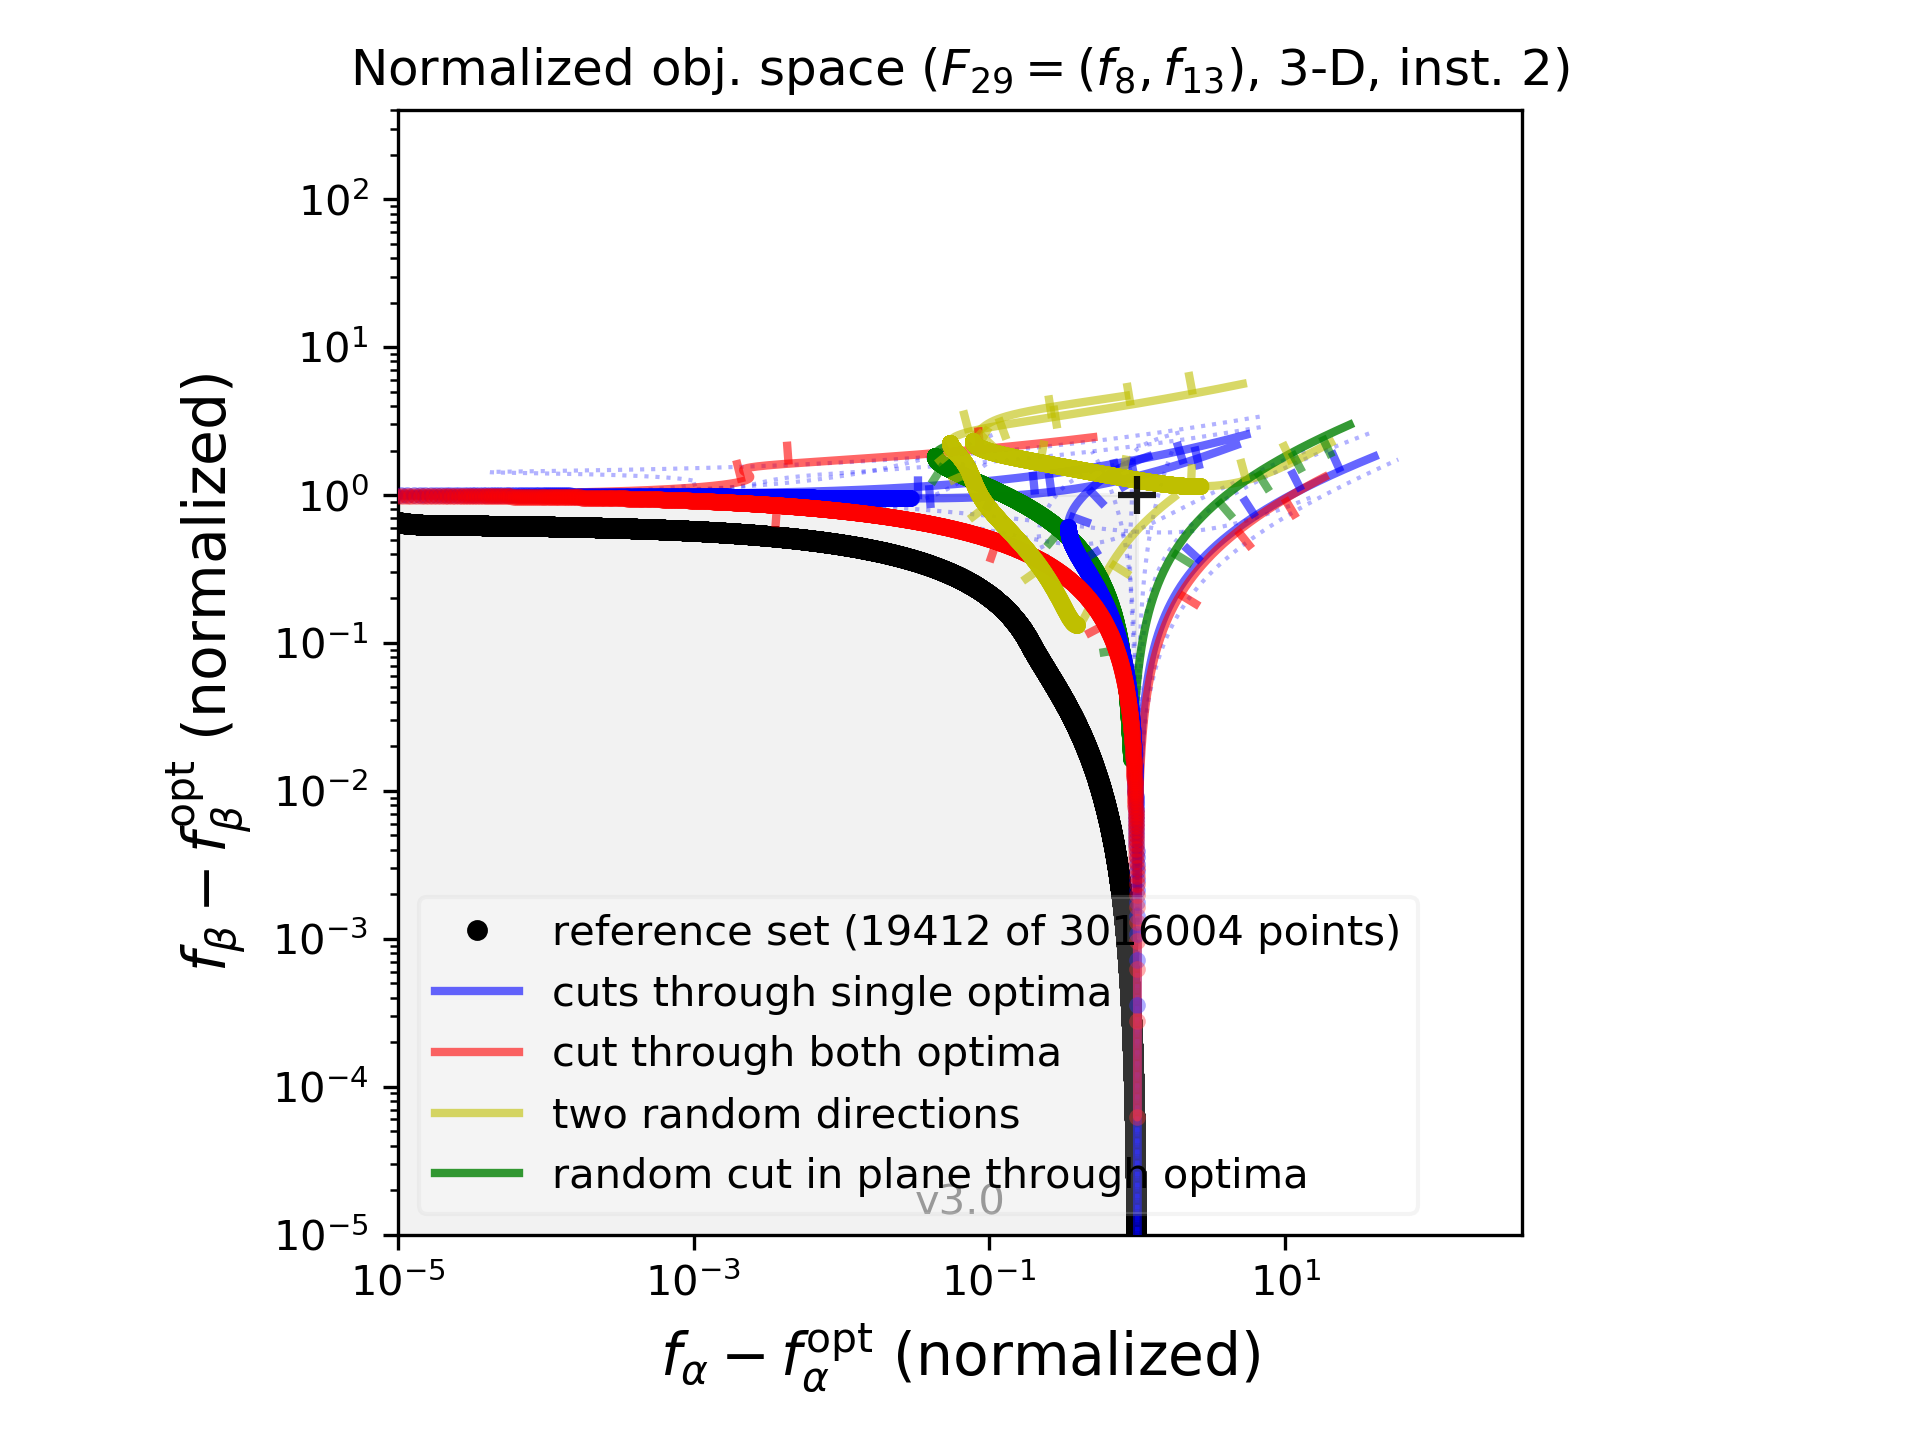 Normalized obj. space (F₂₉ = (f₈, f₁₃), 3-D, inst. 2)
f_β − f_β^opt (normalized)
10²
10¹
10⁰
10⁻¹
10⁻²
10⁻³
10⁻⁴
10⁻⁵
reference set (19412 of 3016004 points)
cuts through single optima
cut through both optima
two random directions
random cut in plane through optima
v3.0
10⁻⁵ 10⁻³ 10⁻¹ 10¹
f_α − f_α^opt (normalized)